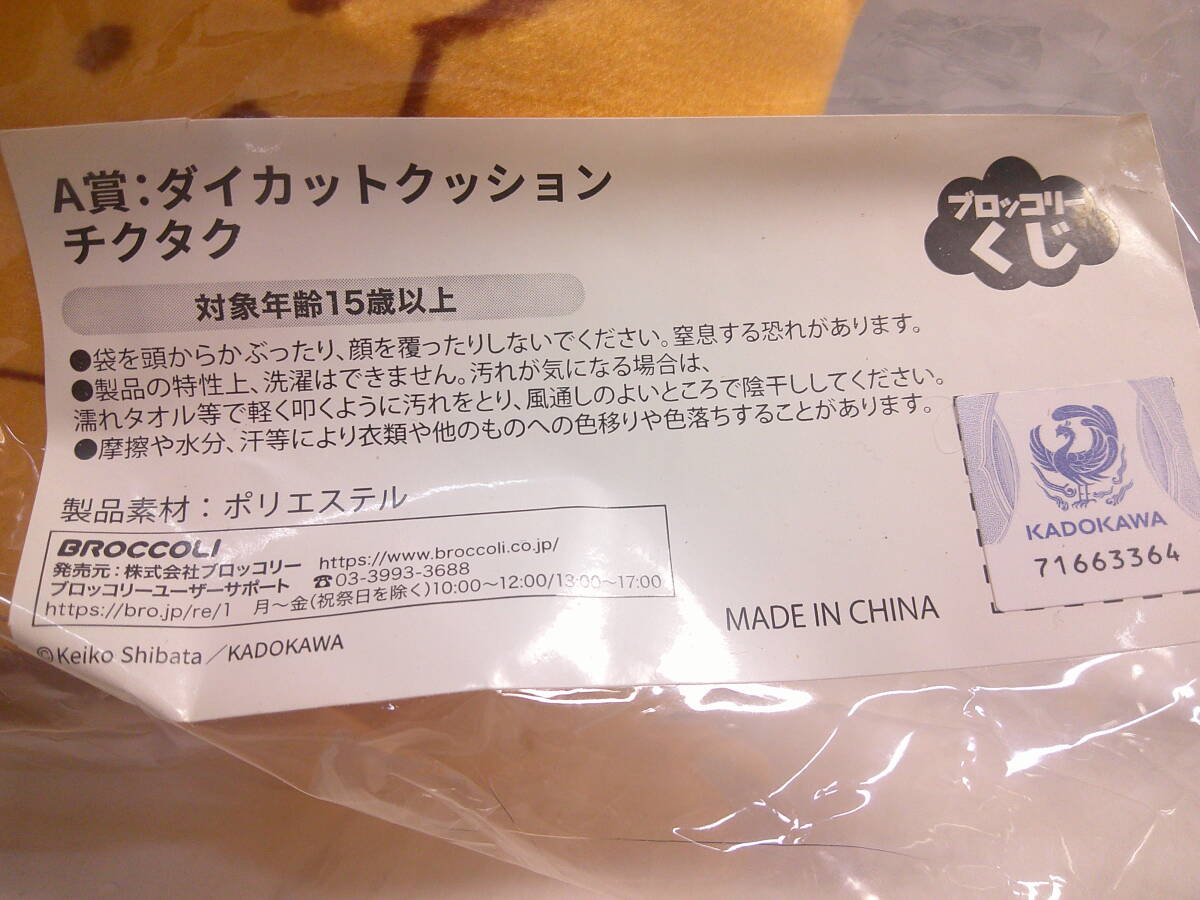 A賞：ダイカットクッション
チクタク
ブロッコリー
くじ
対象年齢15歳以上
●袋を頭からかぶったり、顔を覆ったりしないでください。窒息する恐れがあります。
●製品の特性上、洗濯はできません。汚れが気になる場合は、
濡れタオル等で軽く叩くように汚れをとり、風通しのよいところで陰干ししてください。
●摩擦や水分、汗等により衣類や他のものへの色移りや色落ちすることがあります。
製品素材：ポリエステル
BROCCOLI
発売元：株式会社ブロッコリー https://www.broccoli.co.jp/
ブロッコリーユーザーサポート ☎03-3993-3688
https://bro.jp/re/1 月～金(祝祭日を除く)10:00～12:00/13:00～17:00
©Keiko Shibata／KADOKAWA
MADE IN CHINA
KADOKAWA
71663364